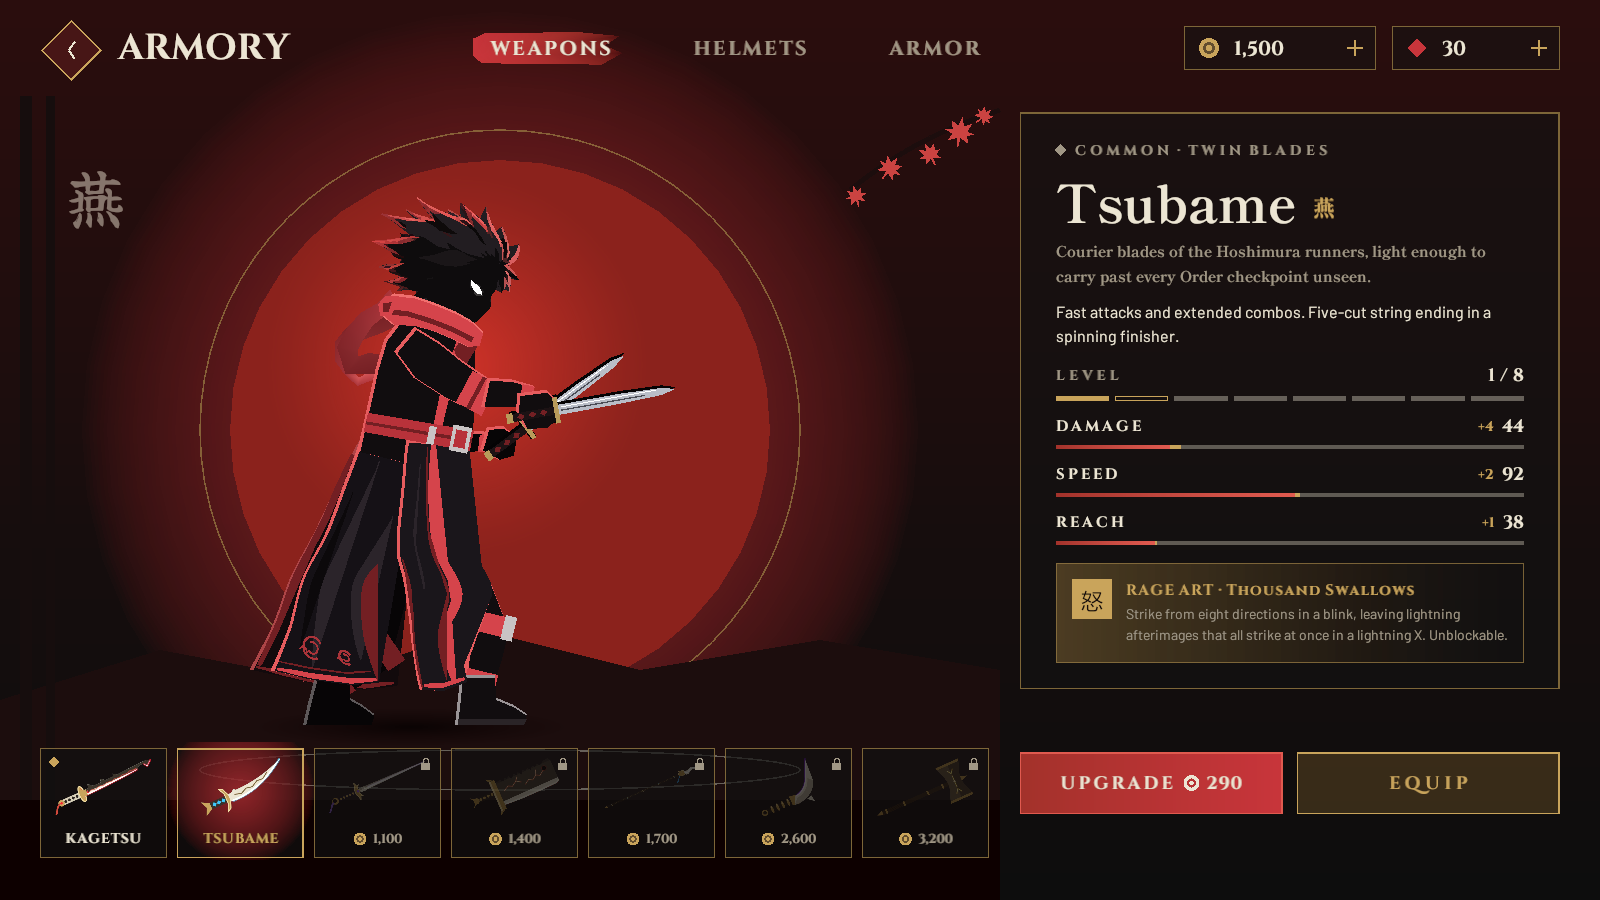 ARMORY
WEAPONS
HELMETS
ARMOR
1,500
30
燕
COMMON · TWIN BLADES
Tsubame 燕
Courier blades of the Hoshimura runners, light enough to
carry past every Order checkpoint unseen.
Fast attacks and extended combos. Five-cut string ending in a
spinning finisher.
LEVEL 1 / 8
DAMAGE +4 44
SPEED +2 92
REACH +1 38
怒
RAGE ART · THOUSAND SWALLOWS
Strike from eight directions in a blink, leaving lightning
afterimages that all strike at once in a lightning X. Unblockable.
UPGRADE 290
EQUIP
KAGETSU
TSUBAME
1,100
1,400
1,700
2,600
3,200